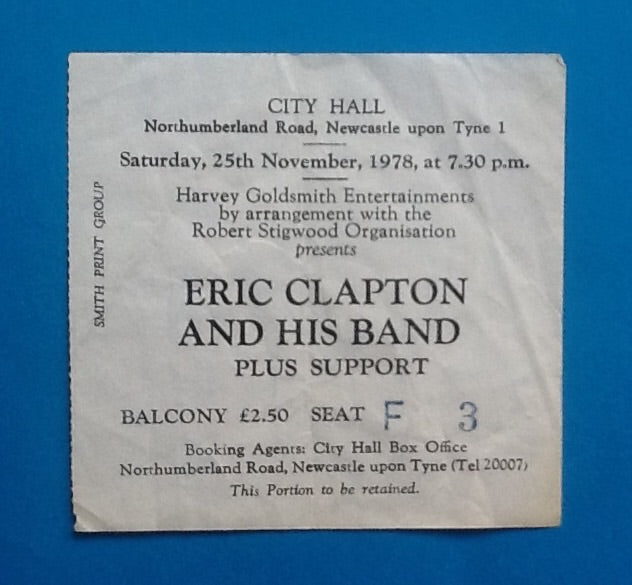 CITY HALL
Northumberland Road, Newcastle upon Tyne 1
Saturday, 25th November, 1978, at 7.30 p.m.
Harvey Goldsmith Entertainments
by arrangement with the
Robert Stigwood Organisation
presents
ERIC CLAPTON
AND HIS BAND
PLUS SUPPORT
BALCONY £2.50 SEAT F 3
Booking Agents: City Hall Box Office
Northumberland Road, Newcastle upon Tyne (Tel 20007)
This Portion to be retained.
SMITH PRINT GROUP